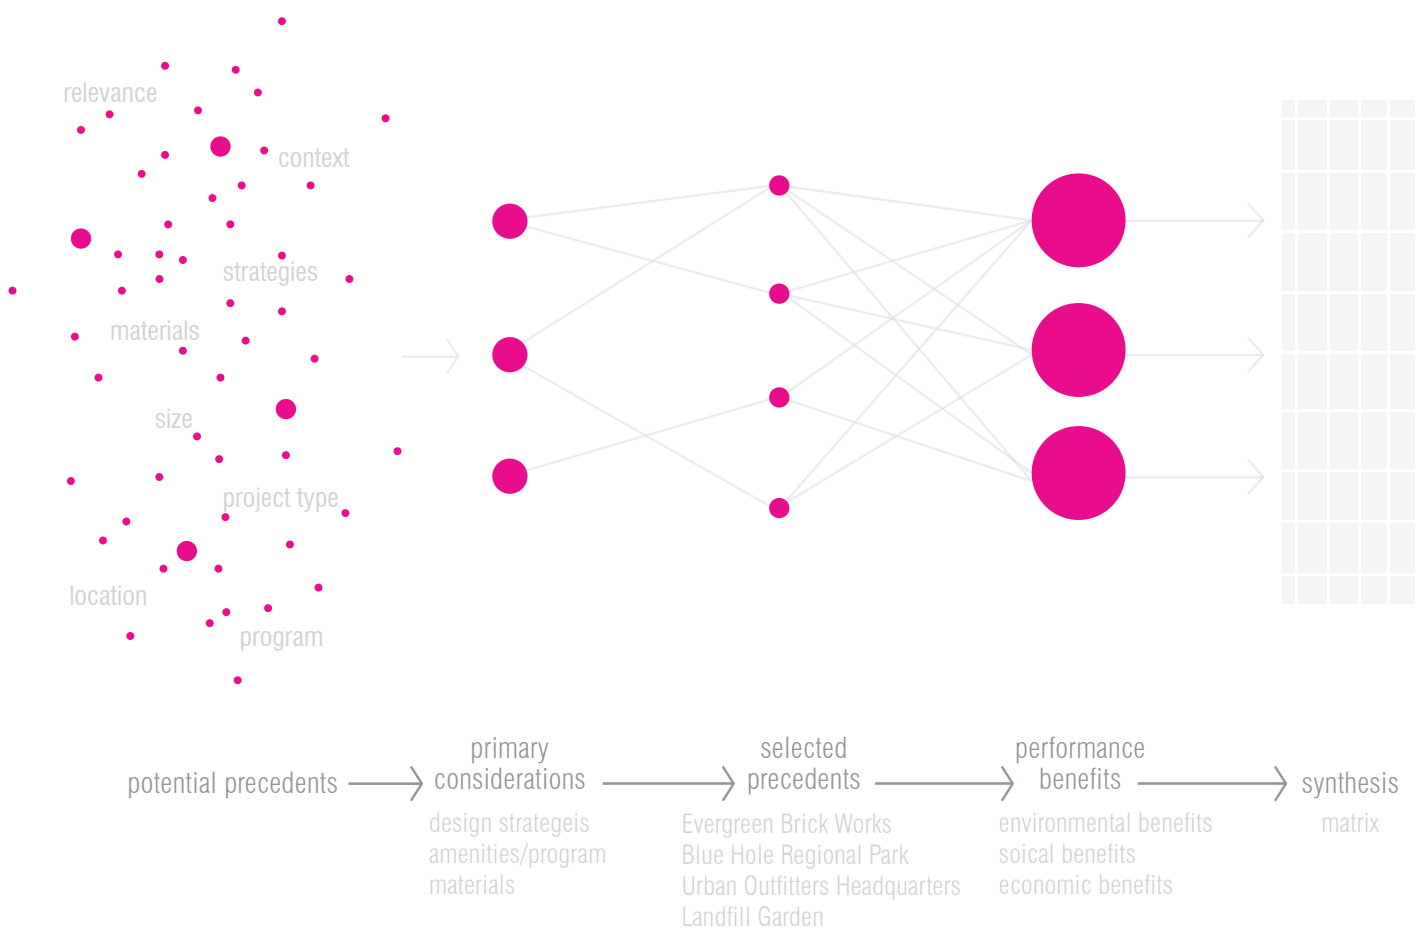 relevance
context
strategies
materials
size
project type
location
program
potential precedents
primary
considerations
design strategeis
amenities/program
materials
selected
precedents
Evergreen Brick Works
Blue Hole Regional Park
Urban Outfitters Headquarters
Landfill Garden
performance
benefits
environmental benefits
soical benefits
economic benefits
synthesis
matrix